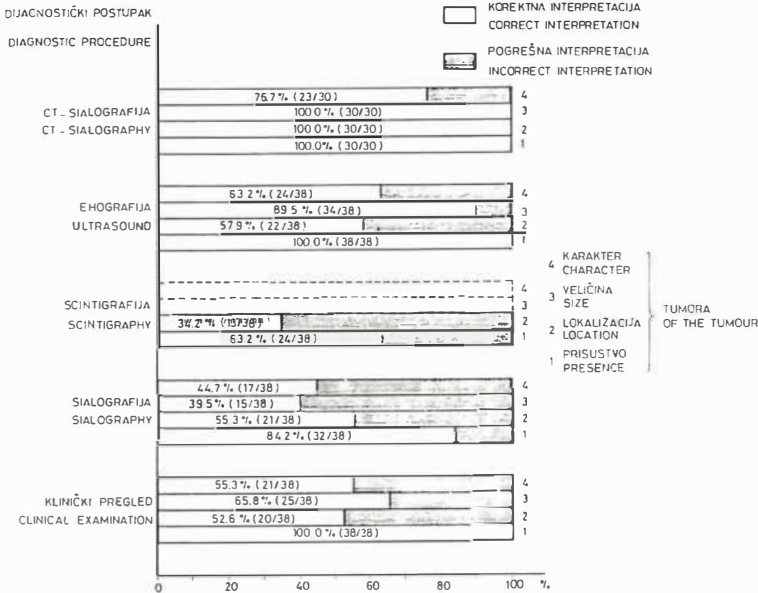 DIJAGNOSTIČKI POSTUPAK
DIAGNOSTIC PROCEDURE
KOREKTNA INTERPRETACIJA
CORRECT INTERPRETATION
POGREŠNA INTERPRETACIJA
INCORRECT INTERPRETATION
CT - SIALOGRAFIJA
CT - SIALOGRAPHY
76.7 % (23/30) 4
100.0 % (30/30) 3
100.0 % (30/30) 2
100.0 % (30/30) 1
EHOGRAFIJA
ULTRASOUND
63.2 % (24/38) 4
89.5 % (34/38) 3
57.9 % (22/38) 2
100.0 % (38/38) 1
SCINTIGRAFIJA
SCINTIGRAPHY
4
3
34.2 % (13/38) 2
63.2 % (24/38) 1
4 KARAKTER
CHARACTER
3 VELIČINA
SIZE
2 LOKALIZACIJA
LOCATION
1 PRISUSTVO
PRESENCE
TUMORA
OF THE TUMOUR
SIALOGRAFIJA
SIALOGRAPHY
44.7 % (17/38) 4
39.5 % (15/38) 3
55.3 % (21/38) 2
84.2 % (32/38) 1
KLINIČKI PREGLED
CLINICAL EXAMINATION
55.3 % (21/38) 4
65.8 % (25/38) 3
52.6 % (20/38) 2
100.0 % (38/38) 1
0 20 40 60 80 100 %